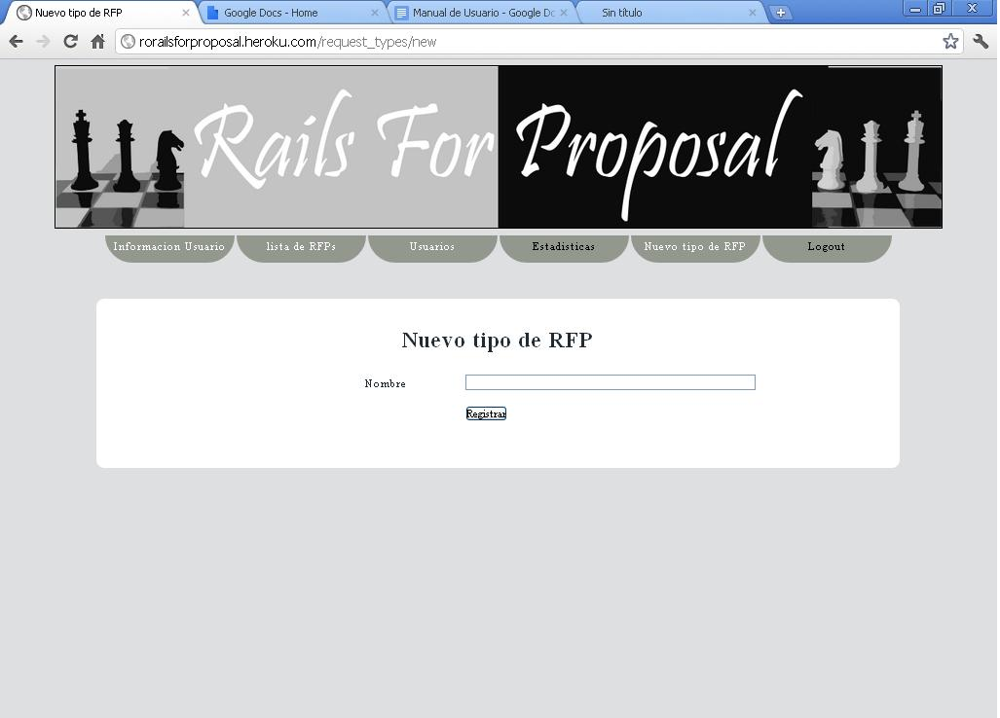 Nuevo tipo de RFP
Google Docs - Home
Manual de Usuario - Google Dc
Sin título
rorailsforproposal.heroku.com/request_types/new
Rails For Proposal
Informacion Usuario
lista de RFPs
Usuarios
Estadisticas
Nuevo tipo de RFP
Logout
Nuevo tipo de RFP
Nombre
Registrar